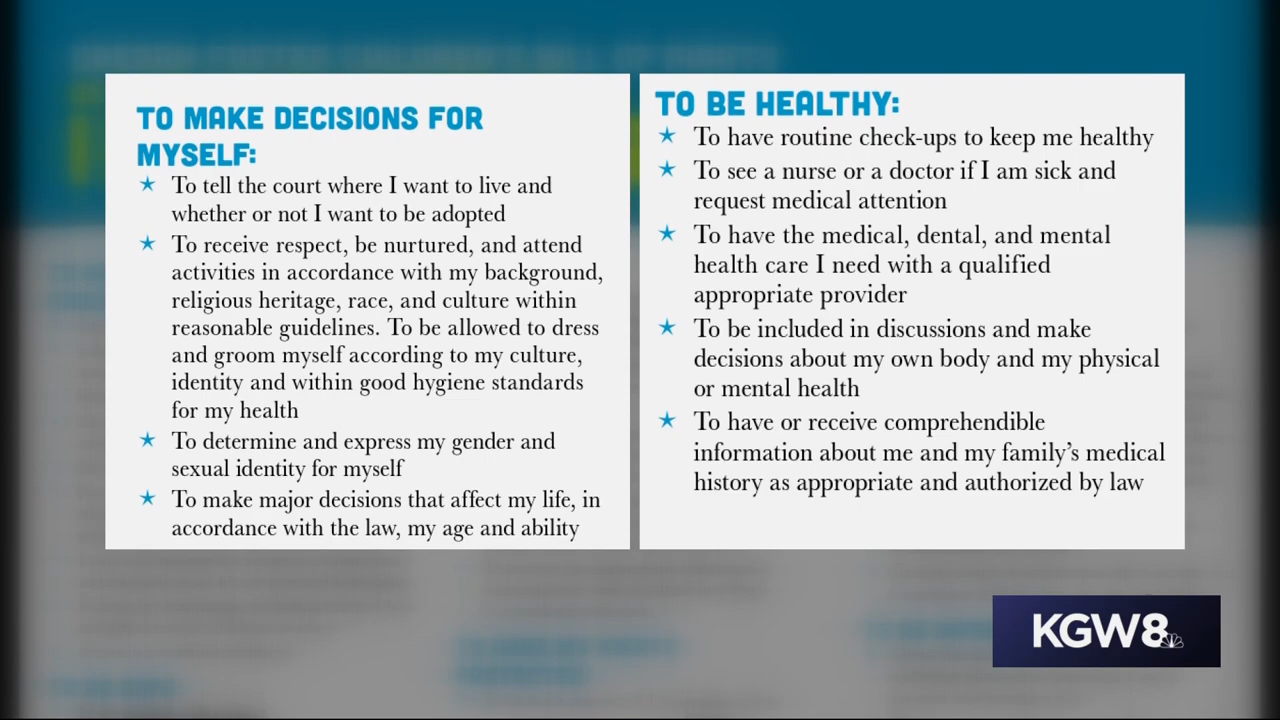 TO MAKE DECISIONS FOR
MYSELF:
★ To tell the court where I want to live and
whether or not I want to be adopted
★ To receive respect, be nurtured, and attend
activities in accordance with my background,
religious heritage, race, and culture within
reasonable guidelines. To be allowed to dress
and groom myself according to my culture,
identity and within good hygiene standards
for my health
★ To determine and express my gender and
sexual identity for myself
★ To make major decisions that affect my life, in
accordance with the law, my age and ability
TO BE HEALTHY:
★ To have routine check-ups to keep me healthy
★ To see a nurse or a doctor if I am sick and
request medical attention
★ To have the medical, dental, and mental
health care I need with a qualified
appropriate provider
★ To be included in discussions and make
decisions about my own body and my physical
or mental health
★ To have or receive comprehendible
information about me and my family's medical
history as appropriate and authorized by law
KGW8